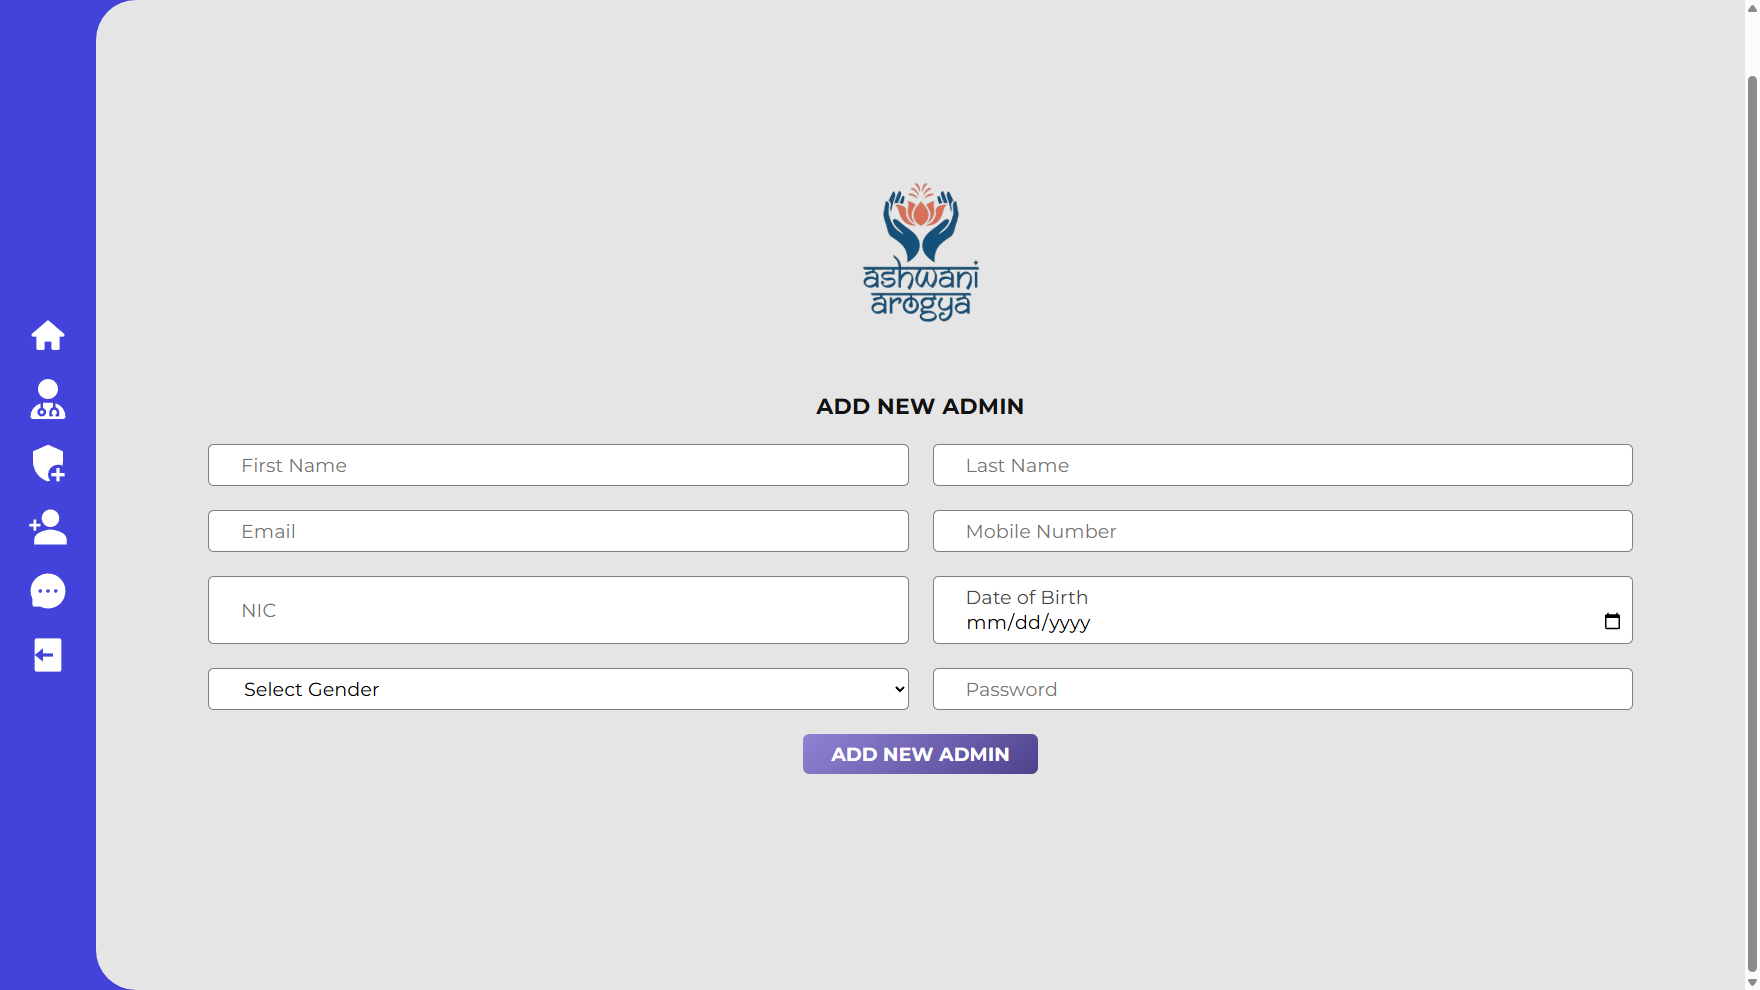 ashwani
arogya
ADD NEW ADMIN
First Name
Last Name
Email
Mobile Number
NIC
Date of Birth
mm/dd/yyyy
Select Gender
Password
ADD NEW ADMIN